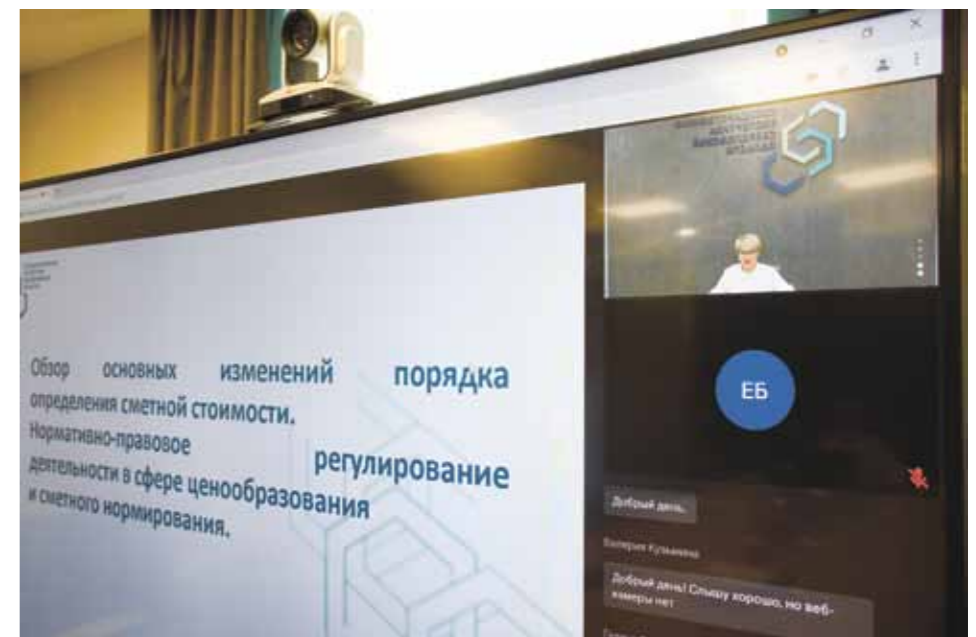 Обзор основных изменений порядка
определения сметной стоимости.
Нормативно-правовое регулирование
деятельности в сфере ценообразования
и сметного нормирования.
ЕБ
Добрый день.
Валерия Кузьмина
Добрый день! Слышу хорошо, но веб-
камеры нет